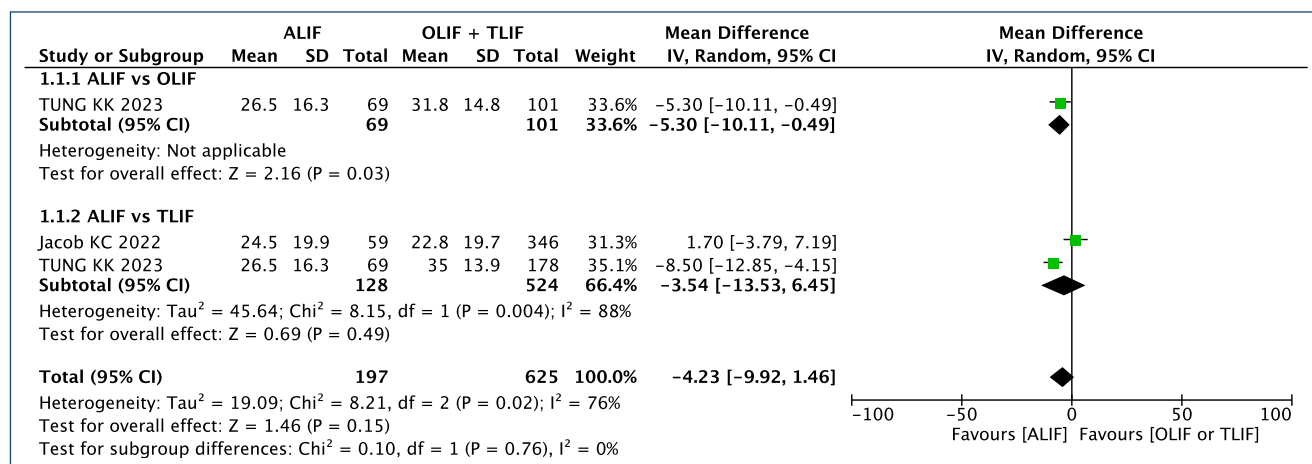 ALIF OLIF + TLIF Mean Difference Mean Difference
Study or Subgroup Mean SD Total Mean SD Total Weight IV, Random, 95% CI IV, Random, 95% CI
1.1.1 ALIF vs OLIF
TUNG KK 2023 26.5 16.3 69 31.8 14.8 101 33.6% −5.30 [−10.11, −0.49]
Subtotal (95% CI) 69 101 33.6% −5.30 [−10.11, −0.49]
Heterogeneity: Not applicable
Test for overall effect: Z = 2.16 (P = 0.03)
1.1.2 ALIF vs TLIF
Jacob KC 2022 24.5 19.9 59 22.8 19.7 346 31.3% 1.70 [−3.79, 7.19]
TUNG KK 2023 26.5 16.3 69 35 13.9 178 35.1% −8.50 [−12.85, −4.15]
Subtotal (95% CI) 128 524 66.4% −3.54 [−13.53, 6.45]
Heterogeneity: Tau² = 45.64; Chi² = 8.15, df = 1 (P = 0.004); I² = 88%
Test for overall effect: Z = 0.69 (P = 0.49)
Total (95% CI) 197 625 100.0% −4.23 [−9.92, 1.46]
Heterogeneity: Tau² = 19.09; Chi² = 8.21, df = 2 (P = 0.02); I² = 76%
Test for overall effect: Z = 1.46 (P = 0.15)
Test for subgroup differences: Chi² = 0.10, df = 1 (P = 0.76), I² = 0%
−100 −50 0 50 100
Favours [ALIF] Favours [OLIF or TLIF]